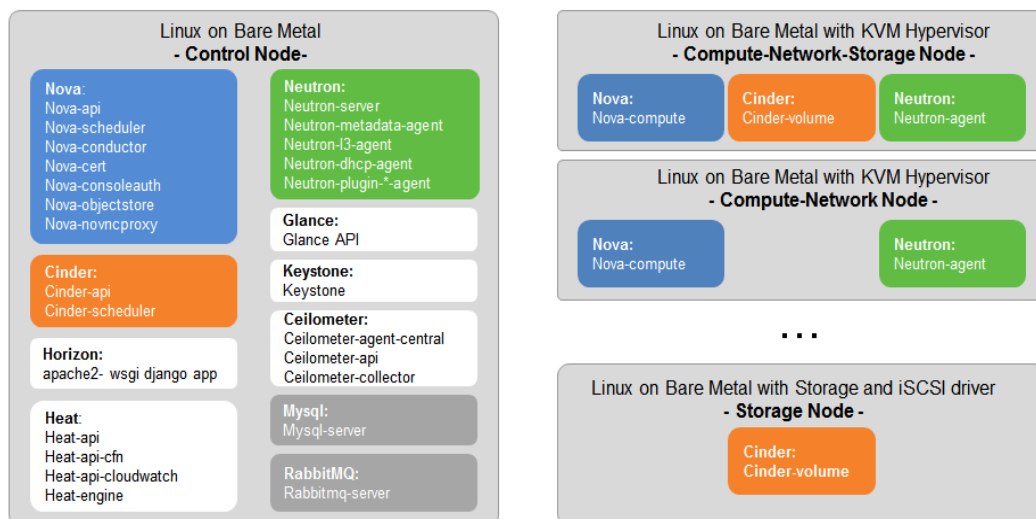 Linux on Bare Metal
- Control Node-
Nova:
Nova-api
Nova-scheduler
Nova-conductor
Nova-cert
Nova-consoleauth
Nova-objectstore
Nova-novncproxy
Cinder:
Cinder-api
Cinder-scheduler
Horizon:
apache2- wsgi django app
Heat:
Heat-api
Heat-api-cfn
Heat-api-cloudwatch
Heat-engine
Neutron:
Neutron-server
Neutron-metadata-agent
Neutron-l3-agent
Neutron-dhcp-agent
Neutron-plugin-*-agent
Glance:
Glance API
Keystone:
Keystone
Ceilometer:
Ceilometer-agent-central
Ceilometer-api
Ceilometer-collector
Mysql:
Mysql-server
RabbitMQ:
Rabbitmq-server
Linux on Bare Metal with KVM Hypervisor
- Compute-Network-Storage Node -
Nova:
Nova-compute
Cinder:
Cinder-volume
Neutron:
Neutron-agent
Linux on Bare Metal with KVM Hypervisor
- Compute-Network Node -
Nova:
Nova-compute
Neutron:
Neutron-agent
...
Linux on Bare Metal with Storage and iSCSI driver
- Storage Node -
Cinder:
Cinder-volume